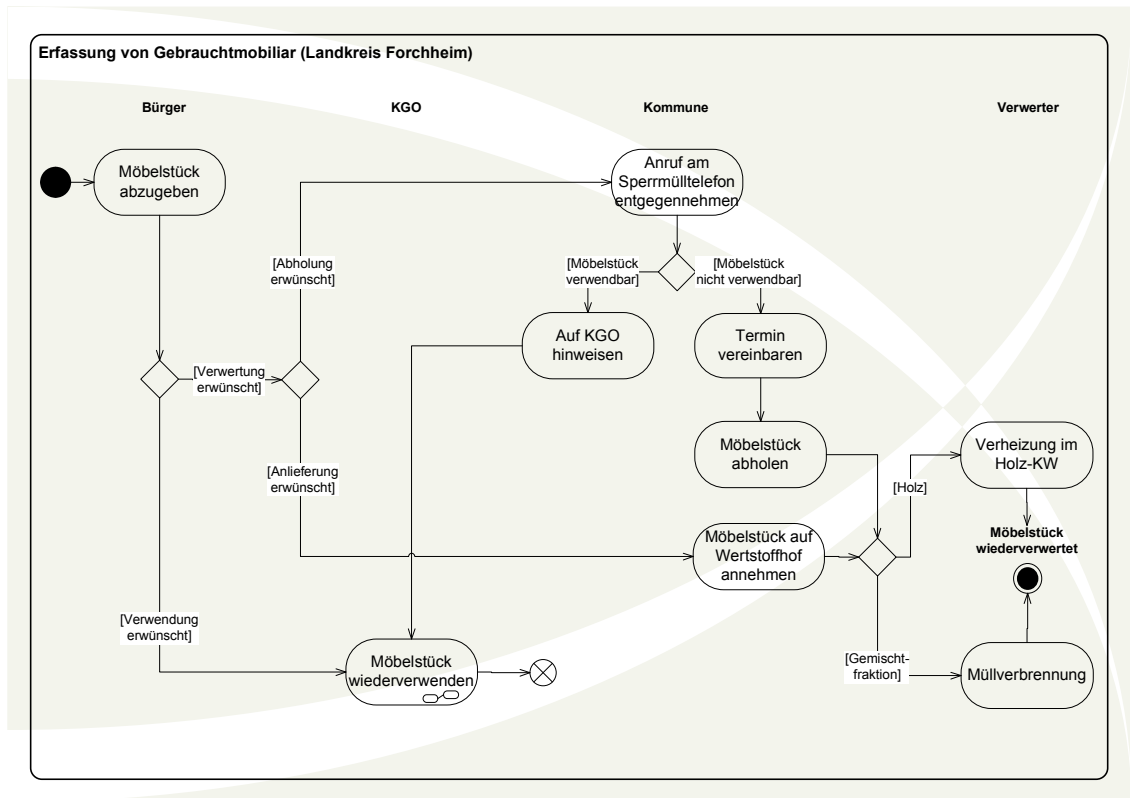 Erfassung von Gebrauchtmobiliar (Landkreis Forchheim)
Bürger
KGO
Kommune
Verwerter
Möbelstück
abzugeben
Anruf am
Sperrmülltelefon
entgegennehmen
[Abholung
erwünscht]
[Möbelstück
verwendbar]
[Möbelstück
nicht verwendbar]
Auf KGO
hinweisen
Termin
vereinbaren
[Verwertung
erwünscht]
[Anlieferung
erwünscht]
Möbelstück
abholen
Verheizung im
Holz-KW
[Holz]
Möbelstück auf
Wertstoffhof
annehmen
Möbelstück
wiederverwertet
[Verwendung
erwünscht]
Möbelstück
wiederverwenden
[Gemischt-
fraktion]
Müllverbrennung